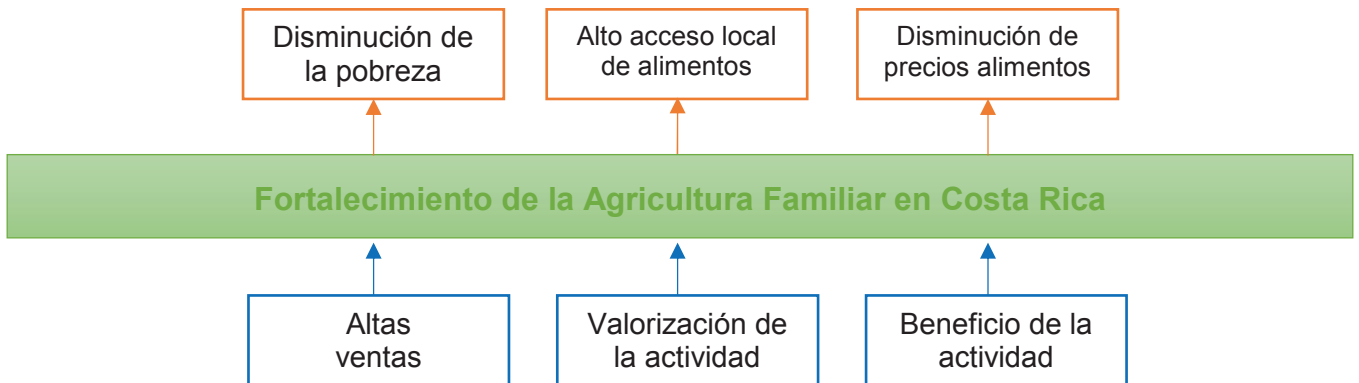 Disminución de
la pobreza
Alto acceso local
de alimentos
Disminución de
precios alimentos
Fortalecimiento de la Agricultura Familiar en Costa Rica
Altas
ventas
Valorización de
la actividad
Beneficio de la
actividad